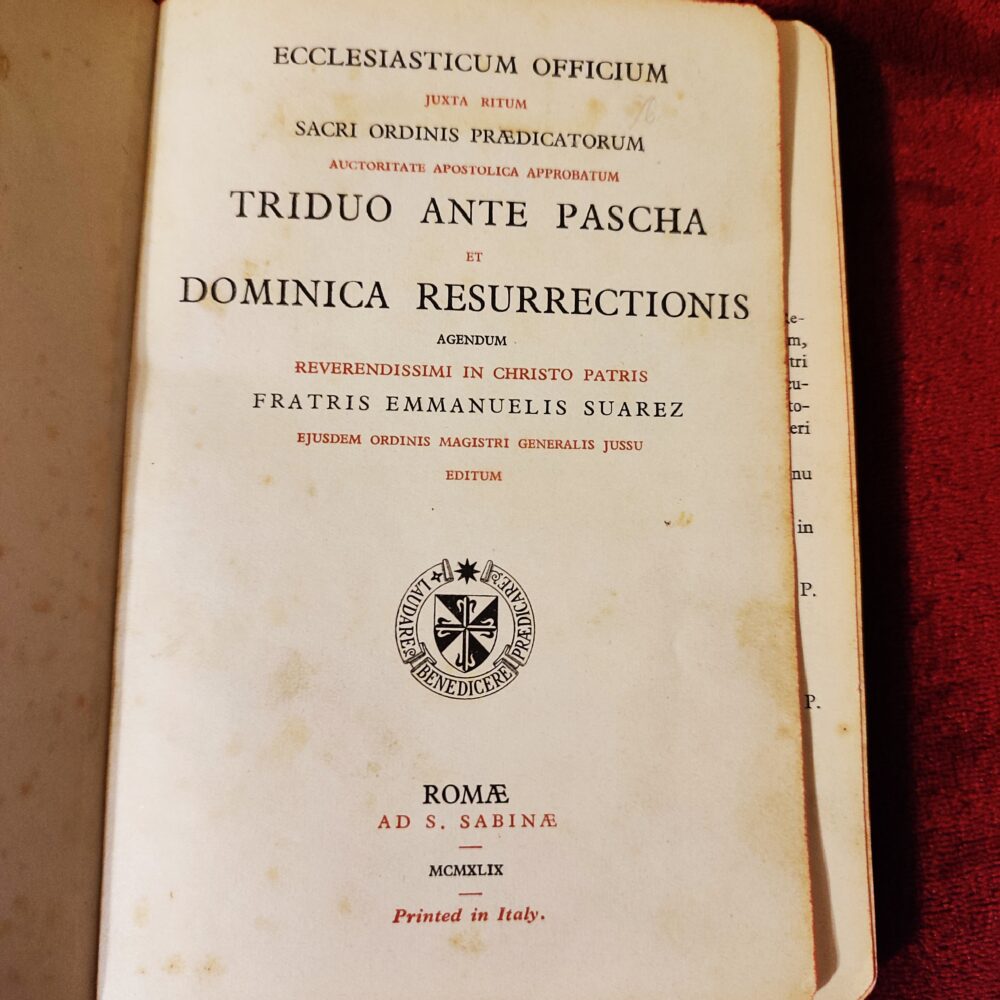 ECCLESIASTICUM OFFICIUM
JUXTA RITUM
SACRI ORDINIS PRÆDICATORUM
AUCTORITATE APOSTOLICA APPROBATUM
TRIDUO ANTE PASCHA
ET
DOMINICA RESURRECTIONIS
AGENDUM
REVERENDISSIMI IN CHRISTO PATRIS
FRATRIS EMMANUELIS SUAREZ
EJUSDEM ORDINIS MAGISTRI GENERALIS JUSSU
EDITUM
LAUDARE BENEDICERE PRÆDICARE
ROMÆ
AD S. SABINÆ
MCMXLIX
Printed in Italy.
in
P.
P.